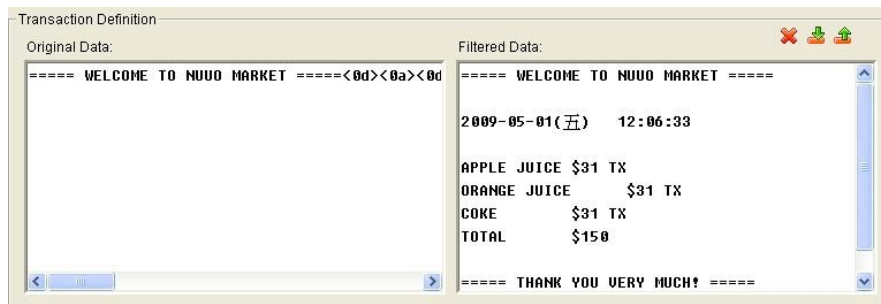 Transaction Definition
Original Data:
===== WELCOME TO NUUO MARKET =====<0d><0a><0d
Filtered Data:
===== WELCOME TO NUUO MARKET =====
2009-05-01(五) 12:06:33
APPLE JUICE $31 TX
ORANGE JUICE $31 TX
COKE $31 TX
TOTAL $150
===== THANK YOU VERY MUCH! =====